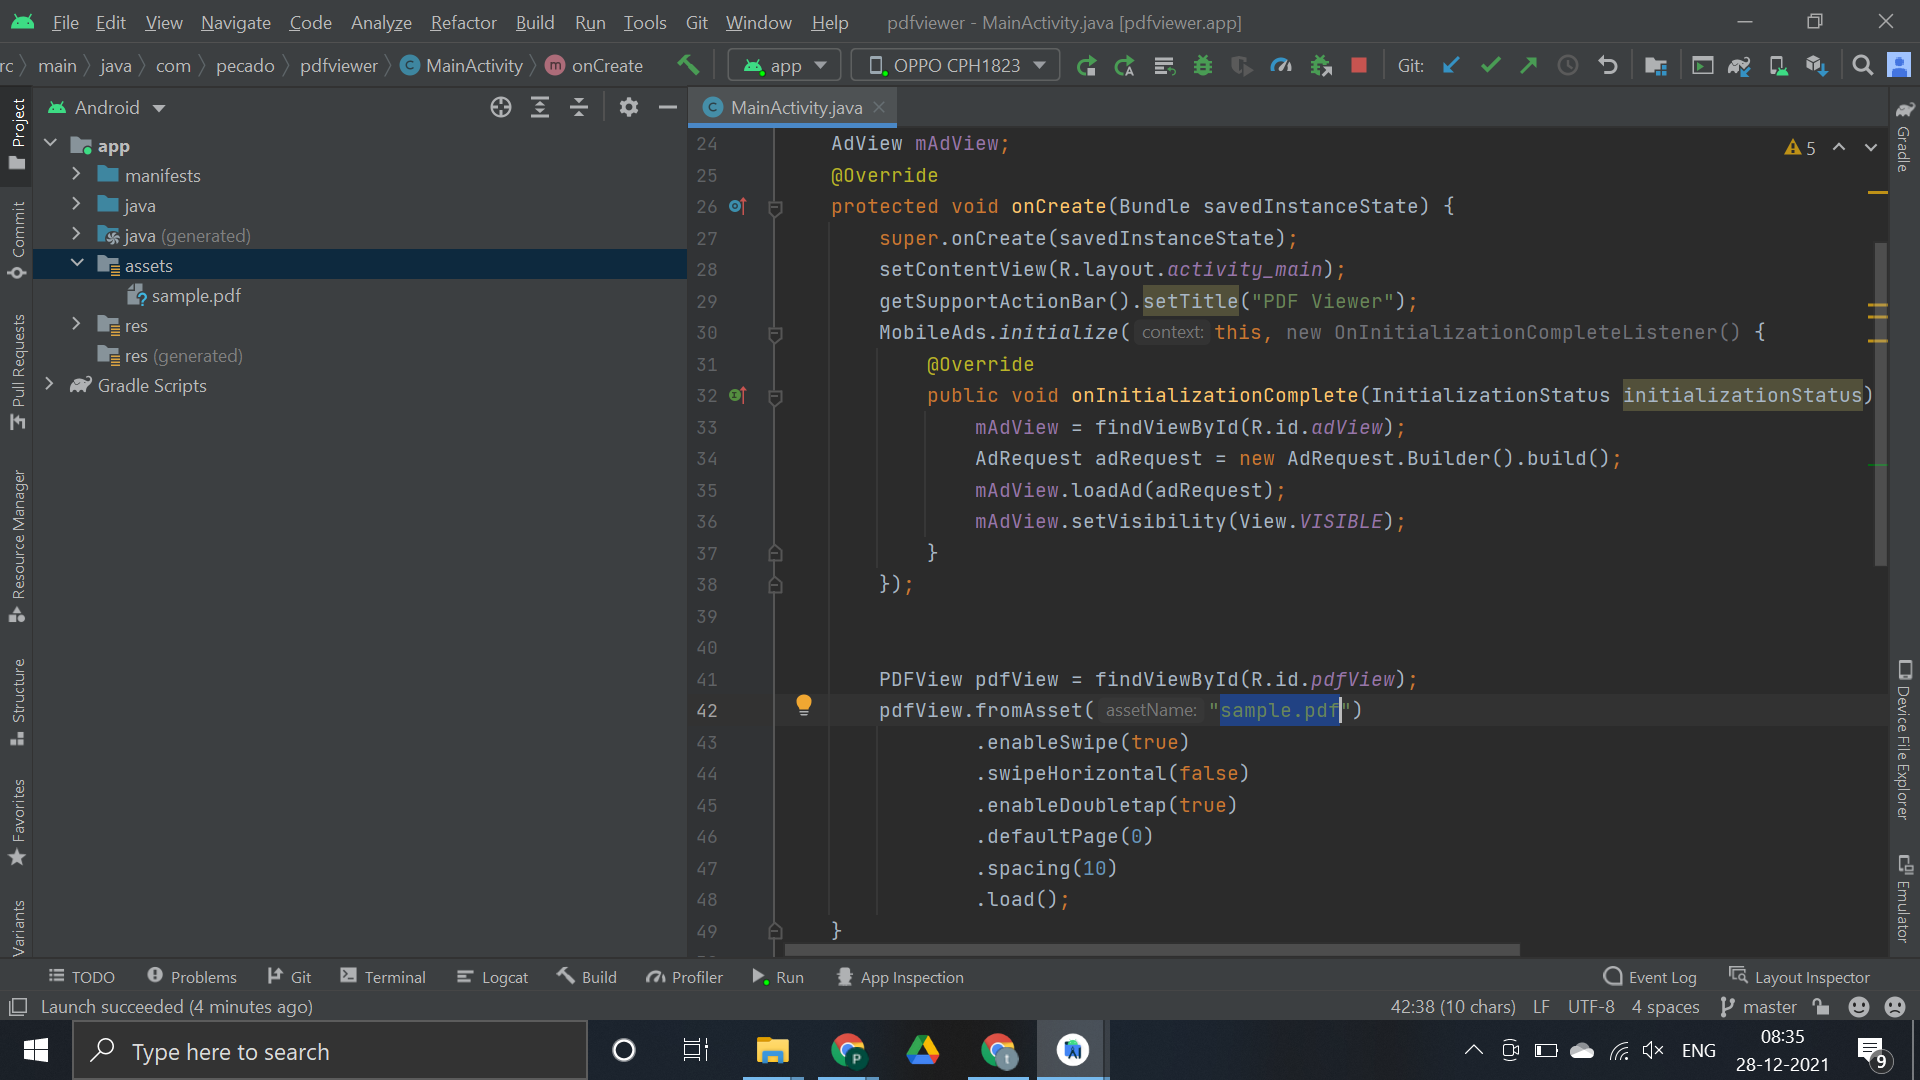 File Edit View Navigate Code Analyze Refactor Build Run Tools Git Window Help pdfviewer - MainActivity.java [pdfviewer.app]
rc main java com pecado pdfviewer C MainActivity m onCreate app OPPO CPH1823 Git:
Project
Commit
Pull Requests
Resource Manager
Structure
Favorites
Variants
Android
app
manifests
java
java (generated)
assets
sample.pdf
res
res (generated)
Gradle Scripts
C MainActivity.java
5
24 AdView mAdView;
25 @Override
26 protected void onCreate(Bundle savedInstanceState) {
27 super.onCreate(savedInstanceState);
28 setContentView(R.layout.activity_main);
29 getSupportActionBar().setTitle("PDF Viewer");
30 MobileAds.initialize( context: this, new OnInitializationCompleteListener() {
31 @Override
32 public void onInitializationComplete(InitializationStatus initializationStatus)
33 mAdView = findViewById(R.id.adView);
34 AdRequest adRequest = new AdRequest.Builder().build();
35 mAdView.loadAd(adRequest);
36 mAdView.setVisibility(View.VISIBLE);
37 }
38 });
39
40
41 PDFView pdfView = findViewById(R.id.pdfView);
42 pdfView.fromAsset( assetName: "sample.pdf")
43 .enableSwipe(true)
44 .swipeHorizontal(false)
45 .enableDoubletap(true)
46 .defaultPage(0)
47 .spacing(10)
48 .load();
49 }
Gradle
Device File Explorer
Emulator
TODO Problems Git Terminal Logcat Build Profiler Run App Inspection Event Log Layout Inspector
Launch succeeded (4 minutes ago) 42:38 (10 chars) LF UTF-8 4 spaces master
Type here to search
P
t
ENG
08:35
28-12-2021
9